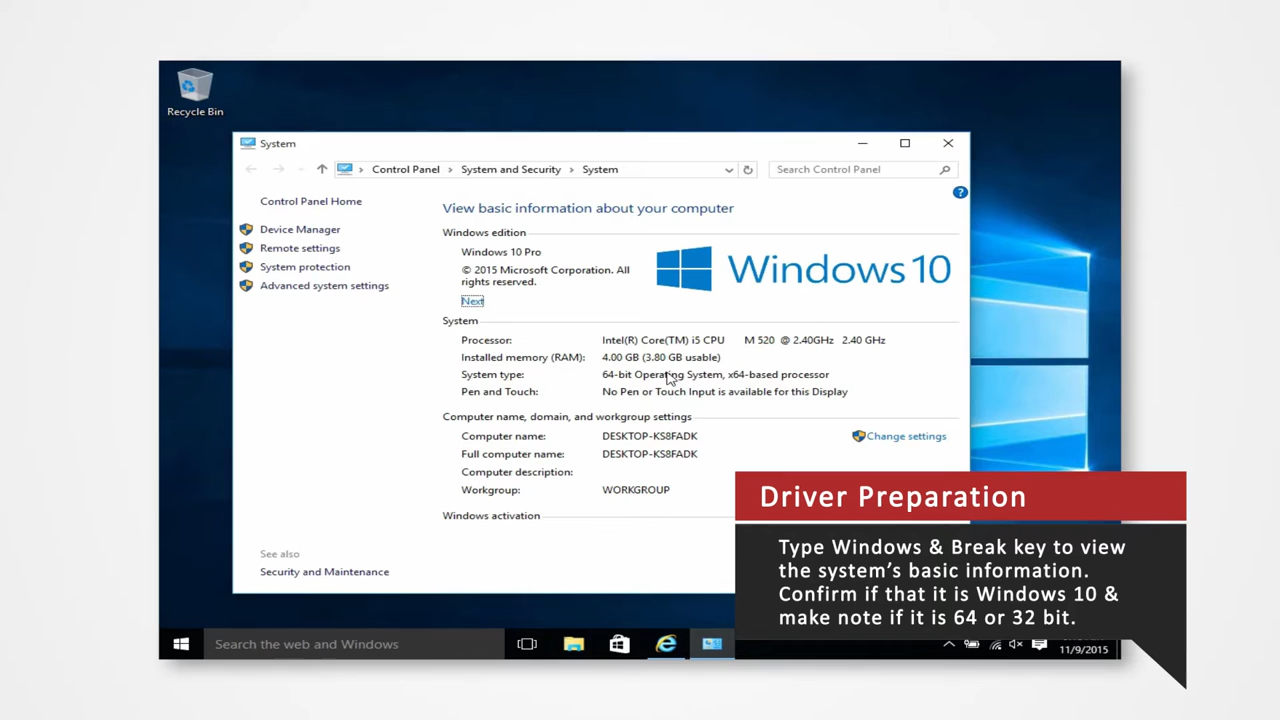 Recycle Bin
System
Control Panel > System and Security > System
Search Control Panel
Control Panel Home
Device Manager
Remote settings
System protection
Advanced system settings
See also
Security and Maintenance
View basic information about your computer
Windows edition
Windows 10 Pro
© 2015 Microsoft Corporation. All
rights reserved.
Next
Windows 10
System
Processor: Intel(R) Core(TM) i5 CPU M 520 @ 2.40GHz 2.40 GHz
Installed memory (RAM): 4.00 GB (3.80 GB usable)
System type: 64-bit Operating System, x64-based processor
Pen and Touch: No Pen or Touch Input is available for this Display
Computer name, domain, and workgroup settings
Computer name: DESKTOP-KS8FADK
Change settings
Full computer name: DESKTOP-KS8FADK
Computer description:
Workgroup: WORKGROUP
Windows activation
Driver Preparation
Type Windows & Break key to view
the system's basic information.
Confirm if that it is Windows 10 &
make note if it is 64 or 32 bit.
Search the web and Windows
11/9/2015